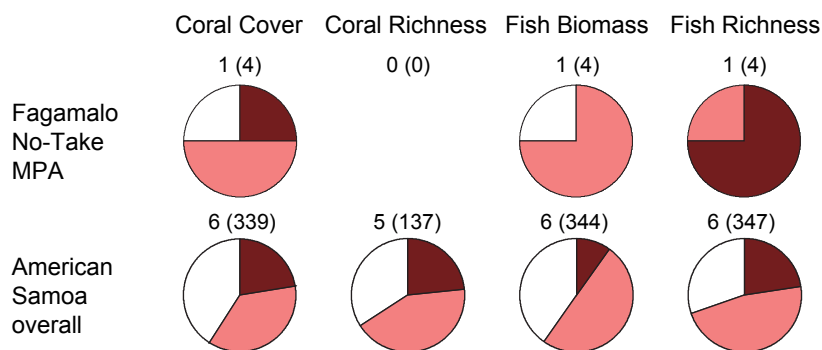 Coral Cover Coral Richness Fish Biomass Fish Richness
1 (4) 0 (0) 1 (4) 1 (4)
Fagamalo
No-Take
MPA
6 (339) 5 (137) 6 (344) 6 (347)
American
Samoa
overall